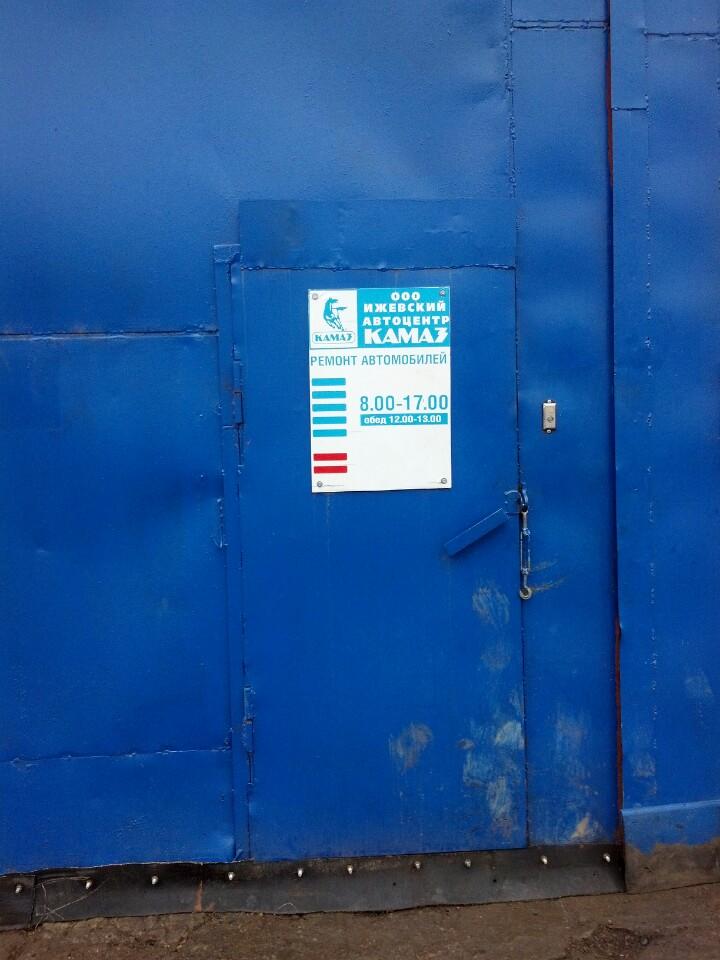 ООО
ИЖЕВСКИЙ
АВТОЦЕНТР
КАМАЗ
КАМАЗ
РЕМОНТ АВТОМОБИЛЕЙ
8.00-17.00
обед 12.00-13.00